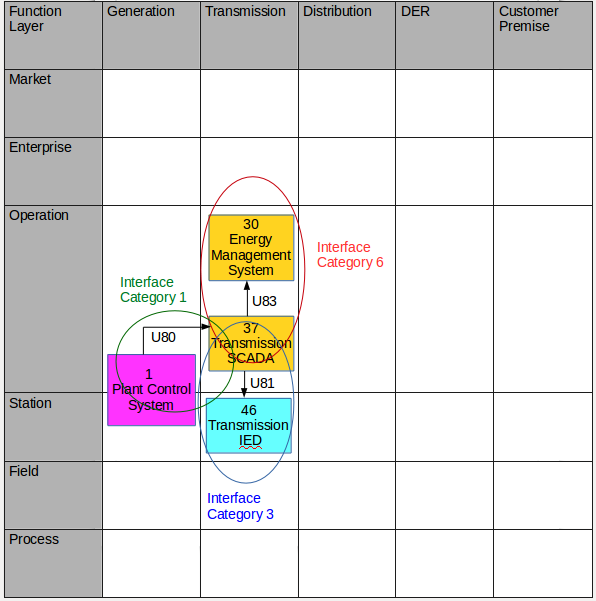 Function
Layer
Generation
Transmission
Distribution
DER
Customer
Premise
Market
Enterprise
Operation
30
Energy
Management
System
Interface
Category 6
Interface
Category 1
U83
U80
37
Transmission
SCADA
1
Plant Control
System
U81
Station
46
Transmission
IED
Field
Interface
Category 3
Process